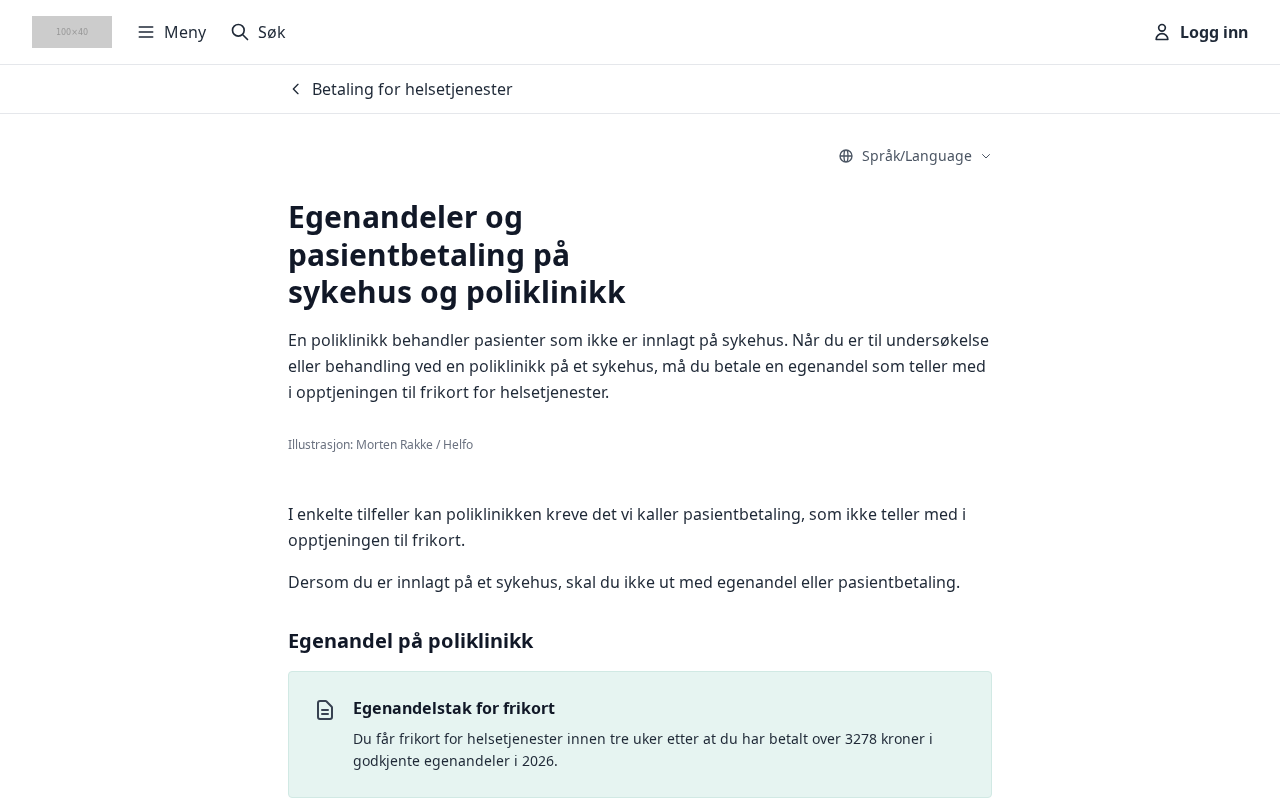 100×40
Meny
Søk
Logg inn
Betaling for helsetjenester
Språk/Language
Egenandeler og
pasientbetaling på
sykehus og poliklinikk
En poliklinikk behandler pasienter som ikke er innlagt på sykehus. Når du er til undersøkelse
eller behandling ved en poliklinikk på et sykehus, må du betale en egenandel som teller med
i opptjeningen til frikort for helsetjenester.
Illustrasjon: Morten Rakke / Helfo
I enkelte tilfeller kan poliklinikken kreve det vi kaller pasientbetaling, som ikke teller med i
opptjeningen til frikort.
Dersom du er innlagt på et sykehus, skal du ikke ut med egenandel eller pasientbetaling.
Egenandel på poliklinikk
Egenandelstak for frikort
Du får frikort for helsetjenester innen tre uker etter at du har betalt over 3278 kroner i
godkjente egenandeler i 2026.